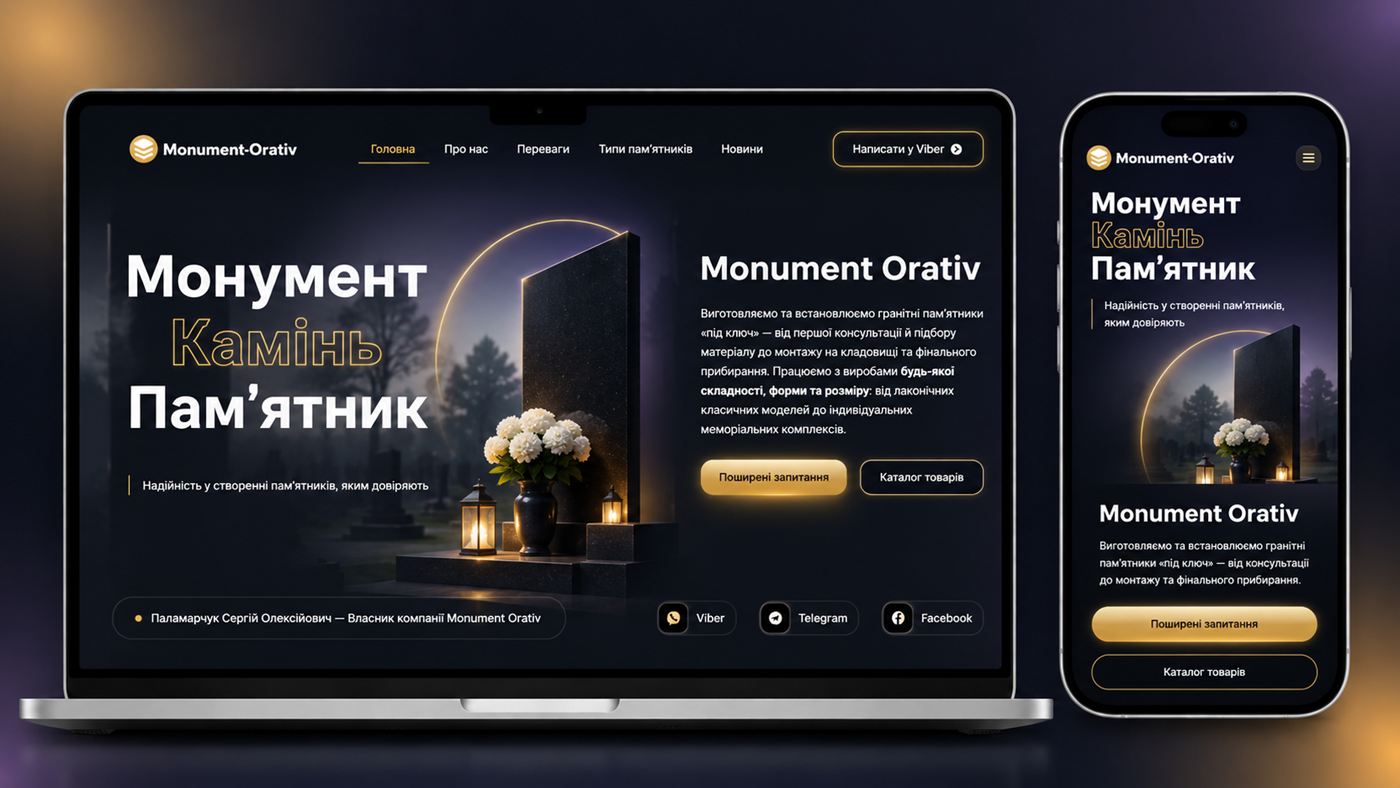 Monument-Orativ
Головна
Про нас
Переваги
Типи пам'ятників
Новини
Написати у Viber
Монумент
Камінь
Пам’ятник
Надійність у створенні пам'ятників, яким довіряють
Monument Orativ
Виготовляємо та встановлюємо гранітні пам'ятники
«під ключ» — від першої консультації й підбору
матеріалу до монтажу на кладовищі та фінального
прибирання. Працюємо з виробами будь-якої
складності, форми та розміру: від лаконічних
класичних моделей до індивідуальних
меморіальних комплексів.
Поширені запитання
Каталог товарів
Паламарчук Сергій Олексійович — Власник компанії Monument Orativ
Viber
Telegram
Facebook
Monument-Orativ
Монумент
Камінь
Пам’ятник
Надійність у створенні пам'ятників,
яким довіряють
Monument Orativ
Виготовляємо та встановлюємо гранітні
пам'ятники «під ключ» — від консультації
до монтажу та фінального прибирання.
Поширені запитання
Каталог товарів